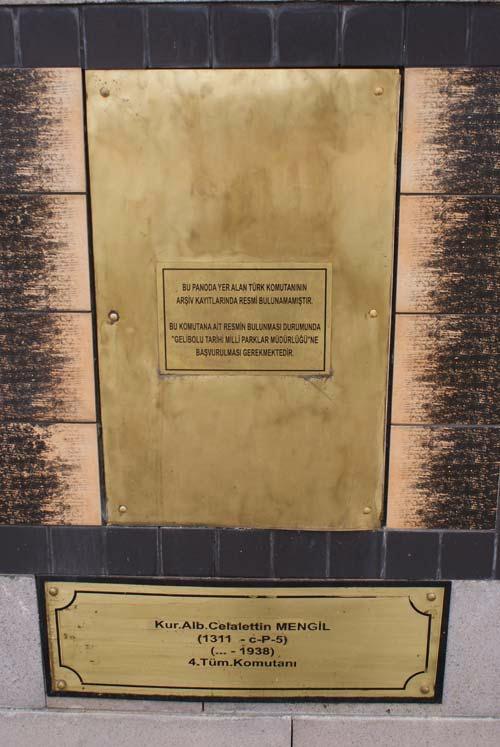 BU PANODA YER ALAN TÜRK KOMUTANININ
ARŞİV KAYITLARINDA RESMİ BULUNAMAMIŞTIR.
BU KOMUTANA AİT RESMİN BULUNMASI DURUMUNDA
"GELİBOLU TARİHİ MİLLİ PARKLAR MÜDÜRLÜĞÜ"NE
BAŞVURULMASI GEREKMEKTEDİR.
Kur.Alb.Celalettin MENGİL
(1311 - c-P-5)
(... - 1938)
4.Tüm.Komutanı